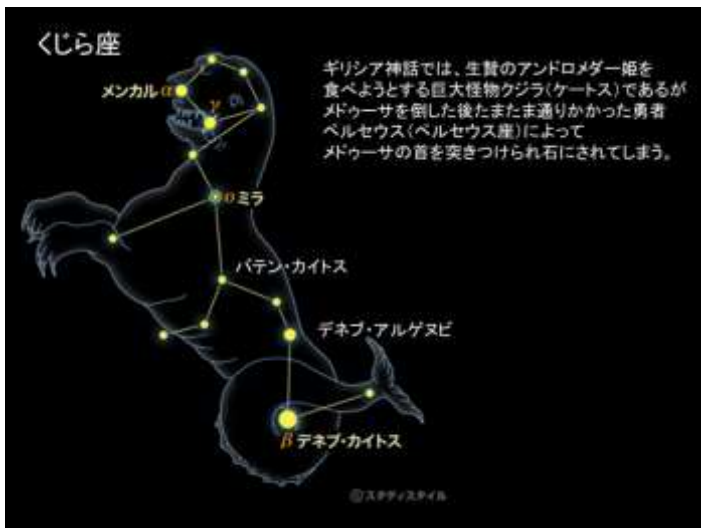 くじら座
ギリシア神話では、生贄のアンドロメダー姫を
食べようとする巨大怪物クジラ(ケートス)であるが
メドゥーサを倒した後たまたま通りかかった勇者
ペルセウス(ペルセウス座)によって
メドゥーサの首を突きつけられ石にされてしまう。
メンカル α
γ
ο ミラ
バテン・カイトス
デネブ・アルゲヌビ
β デネブ・カイトス
©スタディスタイル